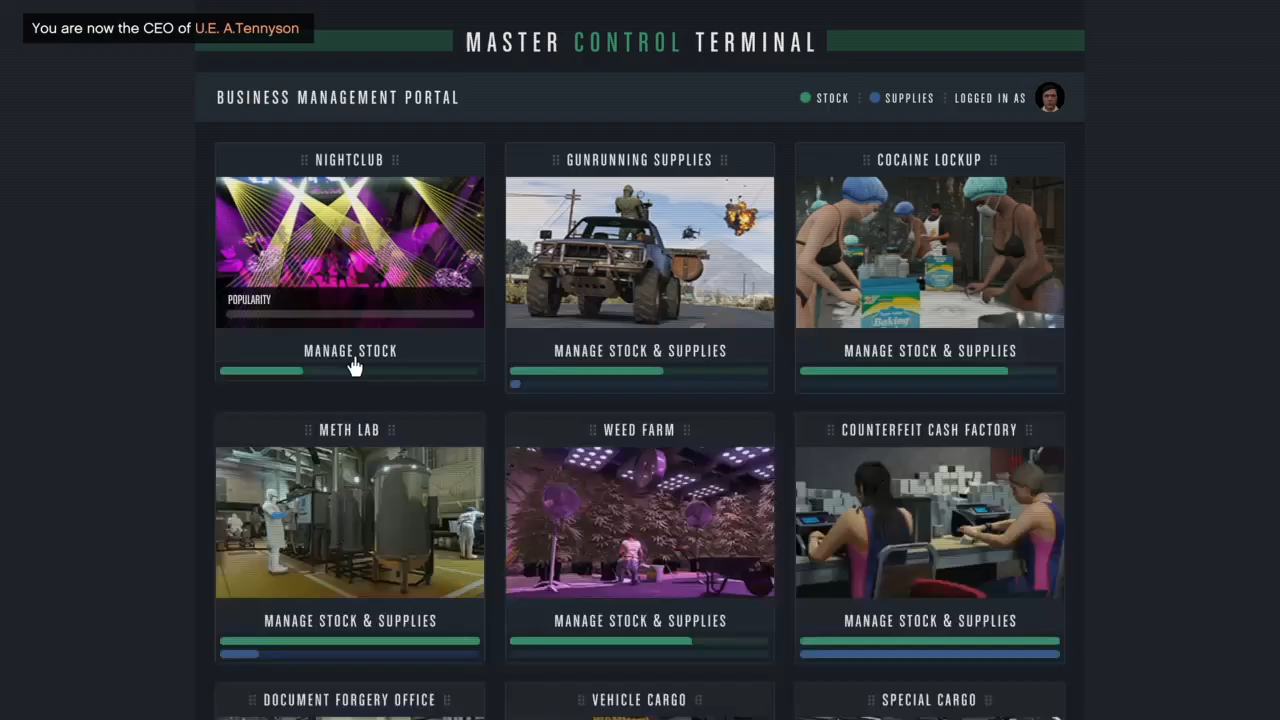 You are now the CEO of U.E. A.Tennyson
MASTER CONTROL TERMINAL
BUSINESS MANAGEMENT PORTAL
STOCK
SUPPLIES
LOGGED IN AS
NIGHTCLUB
GUNRUNNING SUPPLIES
COCAINE LOCKUP
POPULARITY
Baking
MANAGE STOCK
MANAGE STOCK & SUPPLIES
MANAGE STOCK & SUPPLIES
METH LAB
WEED FARM
COUNTERFEIT CASH FACTORY
MANAGE STOCK & SUPPLIES
MANAGE STOCK & SUPPLIES
MANAGE STOCK & SUPPLIES
DOCUMENT FORGERY OFFICE
VEHICLE CARGO
SPECIAL CARGO